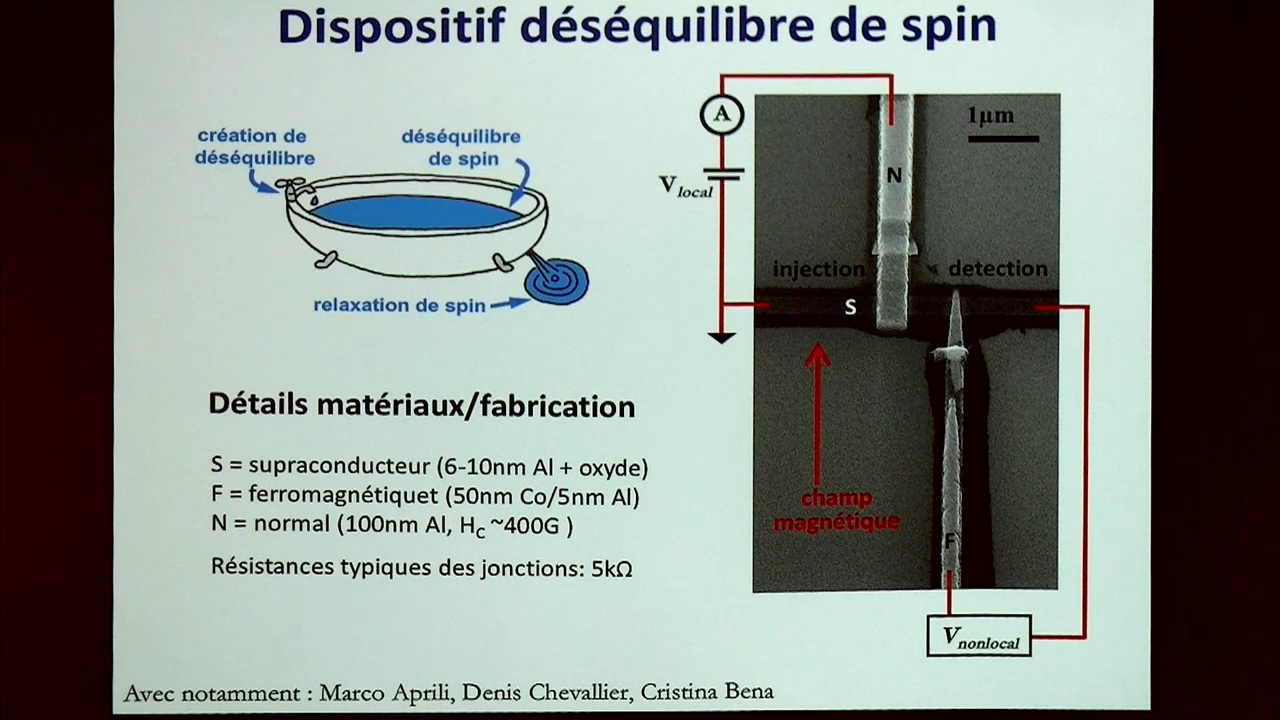 Dispositif déséquilibre de spin
création de
déséquilibre
déséquilibre
de spin
relaxation de spin
Détails matériaux/fabrication
S = supraconducteur (6-10nm Al + oxyde)
F = ferromagnétiquet (50nm Co/5nm Al)
N = normal (100nm Al, Hc ~400G )
Résistances typiques des jonctions: 5kΩ
A
Vlocal
1µm
N
injection
detection
S
champ
magnétique
F
Vnonlocal
Avec notamment : Marco Aprili, Denis Chevallier, Cristina Bena